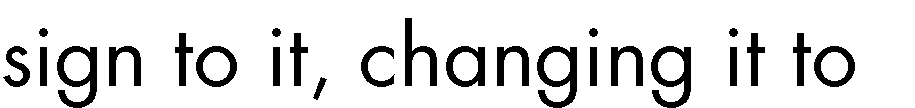 sign to it, changing it to